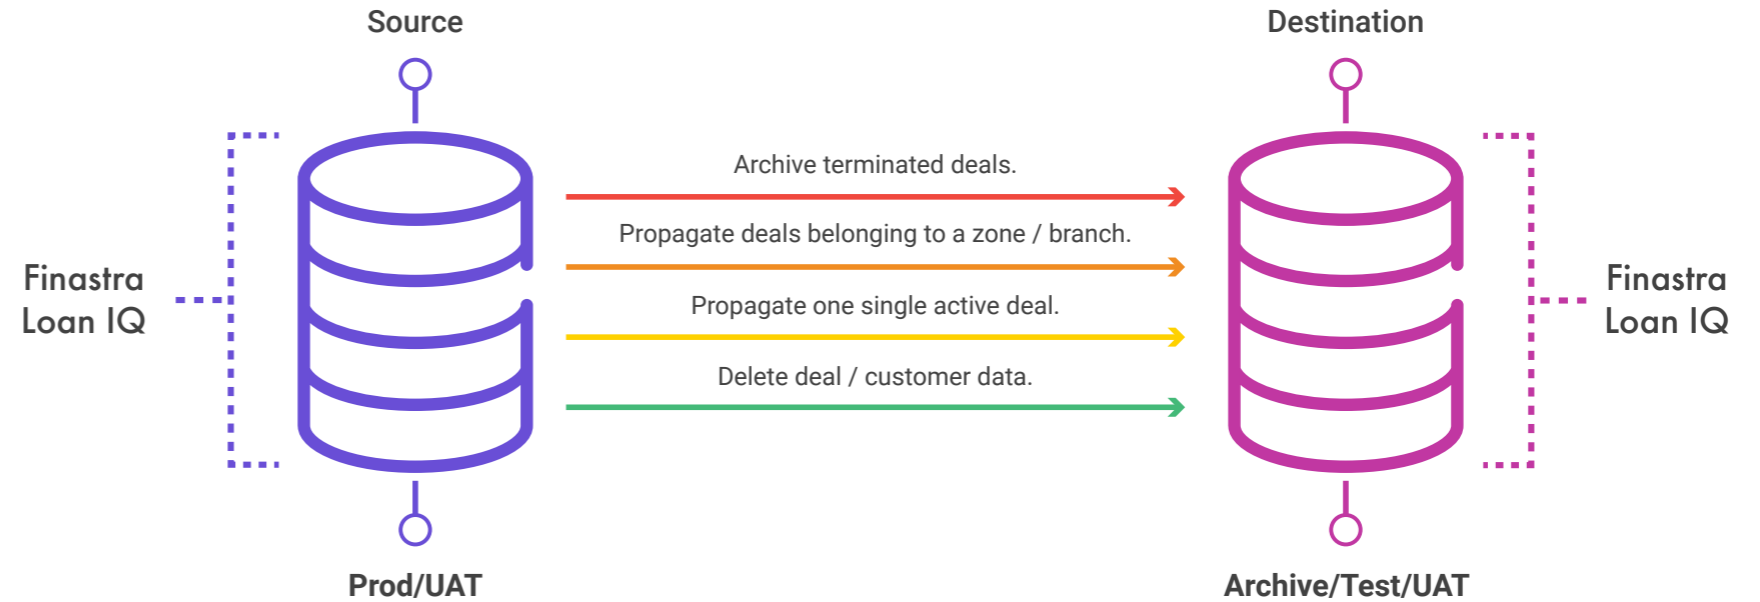 Source
Destination
Archive terminated deals.
Propagate deals belonging to a zone / branch.
Finastra
Loan IQ
Propagate one single active deal.
Finastra
Loan IQ
Delete deal / customer data.
Prod/UAT
Archive/Test/UAT